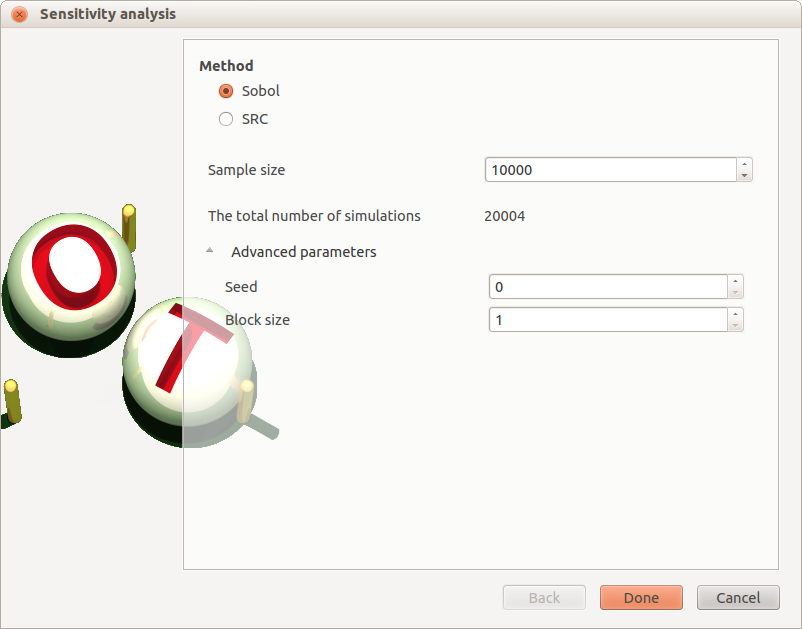 Sensitivity analysis
Method
Sobol
SRC
Sample size 10000
The total number of simulations 20004
Advanced parameters
Seed 0
Block size 1
O
T
Back Done Cancel